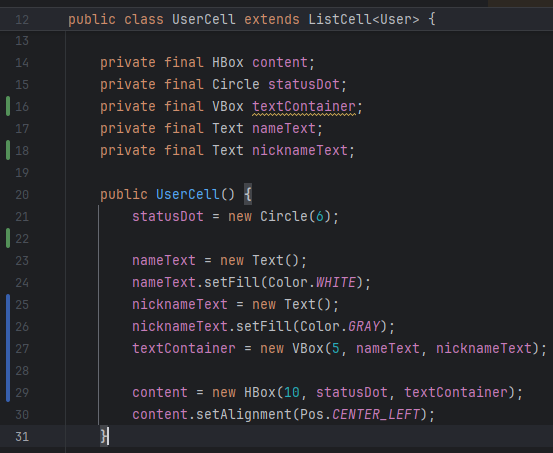 12 public class UserCell extends ListCell<User> {
13
14 private final HBox content;
15 private final Circle statusDot;
16 private final VBox textContainer;
17 private final Text nameText;
18 private final Text nicknameText;
19
20 public UserCell() {
21 statusDot = new Circle(6);
22
23 nameText = new Text();
24 nameText.setFill(Color.WHITE);
25 nicknameText = new Text();
26 nicknameText.setFill(Color.GRAY);
27 textContainer = new VBox(5, nameText, nicknameText);
28
29 content = new HBox(10, statusDot, textContainer);
30 content.setAlignment(Pos.CENTER_LEFT);
31 }